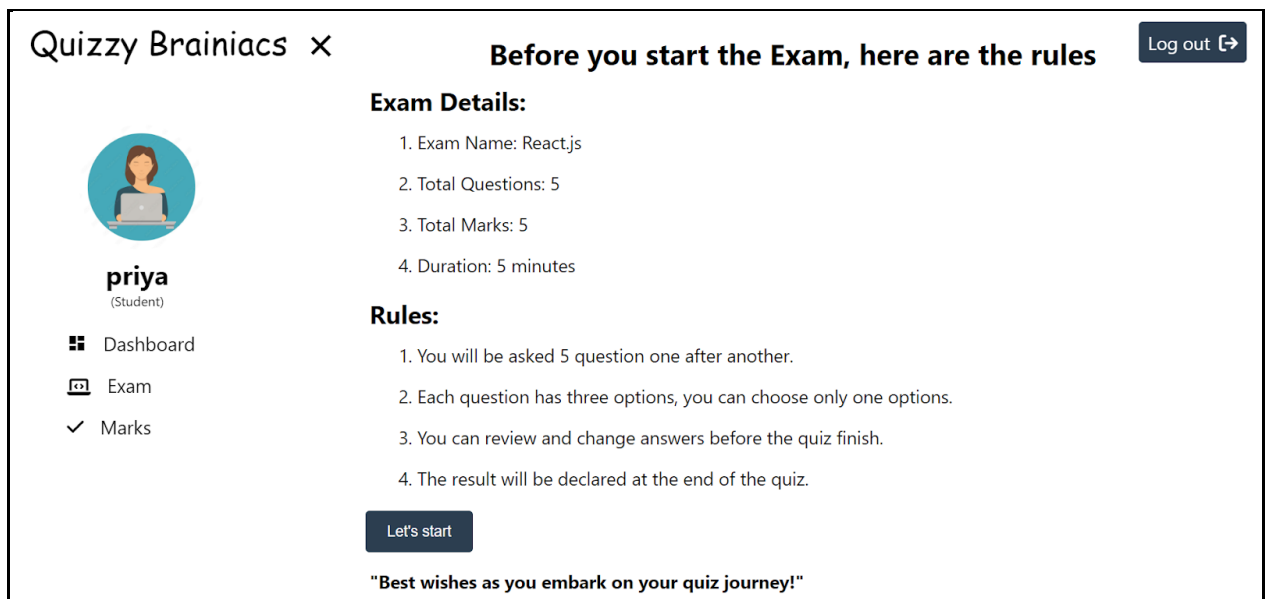 Quizzy Brainiacs
Before you start the Exam, here are the rules
Log out
priya
(Student)
Dashboard
Exam
Marks
Exam Details:
1. Exam Name: React.js
2. Total Questions: 5
3. Total Marks: 5
4. Duration: 5 minutes
Rules:
1. You will be asked 5 question one after another.
2. Each question has three options, you can choose only one options.
3. You can review and change answers before the quiz finish.
4. The result will be declared at the end of the quiz.
Let's start
"Best wishes as you embark on your quiz journey!"